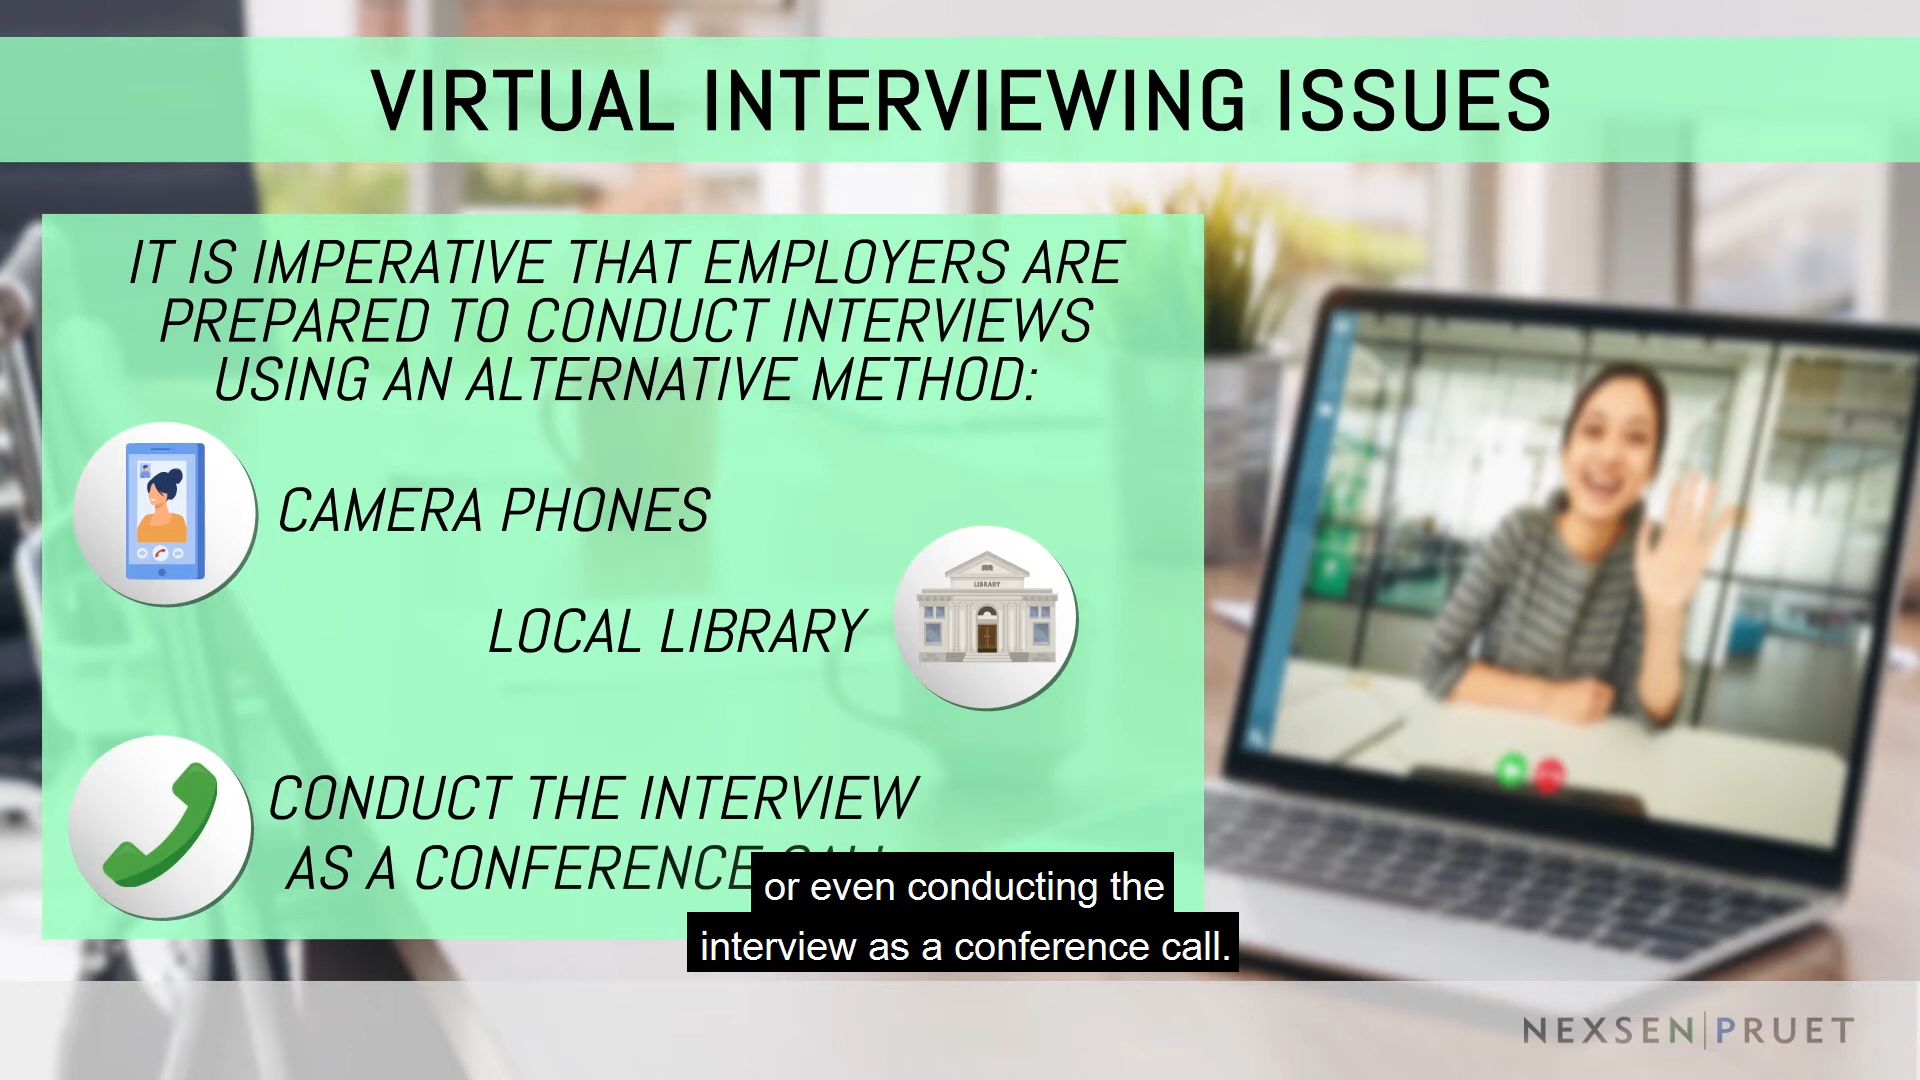 VIRTUAL INTERVIEWING ISSUES
IT IS IMPERATIVE THAT EMPLOYERS ARE
PREPARED TO CONDUCT INTERVIEWS
USING AN ALTERNATIVE METHOD:
CAMERA PHONES
LIBRARY
LOCAL LIBRARY
CONDUCT THE INTERVIEW
AS A CONFERENCE CALL
or even conducting the
interview as a conference call.
NEXSEN|PRUET